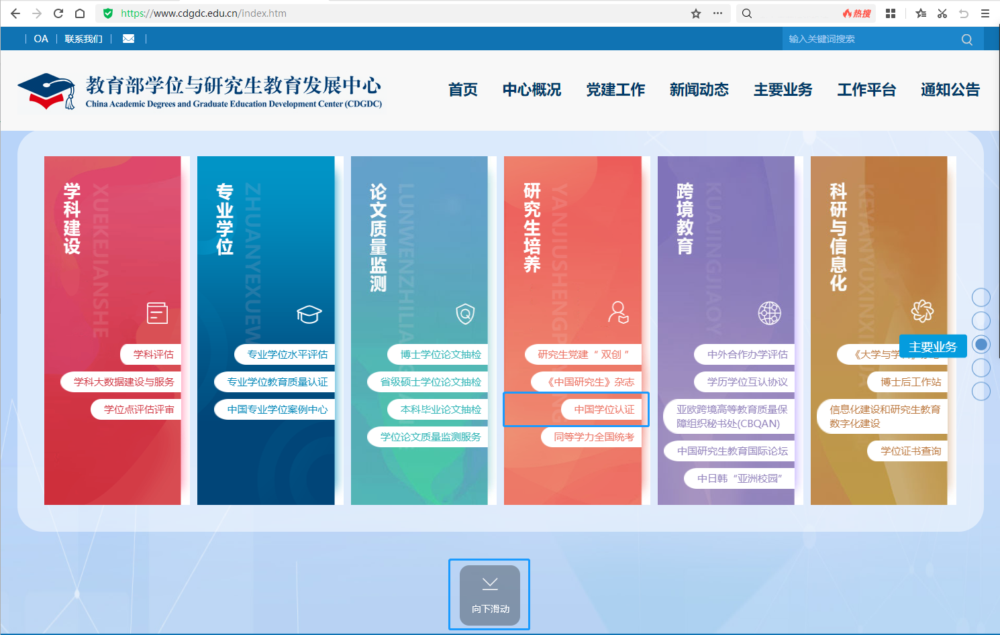 https://www.cdgdc.edu.cn/index.htm
热搜
OA
联系我们
输入关键词搜索
教育部学位与研究生教育发展中心
China Academic Degrees and Graduate Education Development Center (CDGDC)
首页
中心概况
党建工作
新闻动态
主要业务
工作平台
通知公告
学科建设
XUEKEJIANSHE
学科评估
学科大数据建设与服务
学位点评估评审
专业学位
ZHUANYEXUEW
专业学位水平评估
专业学位教育质量认证
中国专业学位案例中心
论文质量监测
LUNWENZHILIA
博士学位论文抽检
省级硕士学位论文抽检
本科毕业论文抽检
学位论文质量监测服务
研究生培养
YANJIUSHENGP
研究生党建“ 双创 ”
《中国研究生》杂志
中国学位认证
同等学力全国统考
跨境教育
KUAJINGJIAOY
中外合作办学评估
学历学位互认协议
亚欧跨境高等教育质量保
障组织秘书处(CBQAN)
中国研究生教育国际论坛
中日韩“亚洲校园”
科研与信息化
KEYANYUXINXI
《大学与学
主要业务
博士后工作站
信息化建设和研究生教育
数字化建设
学位证书查询
向下滑动